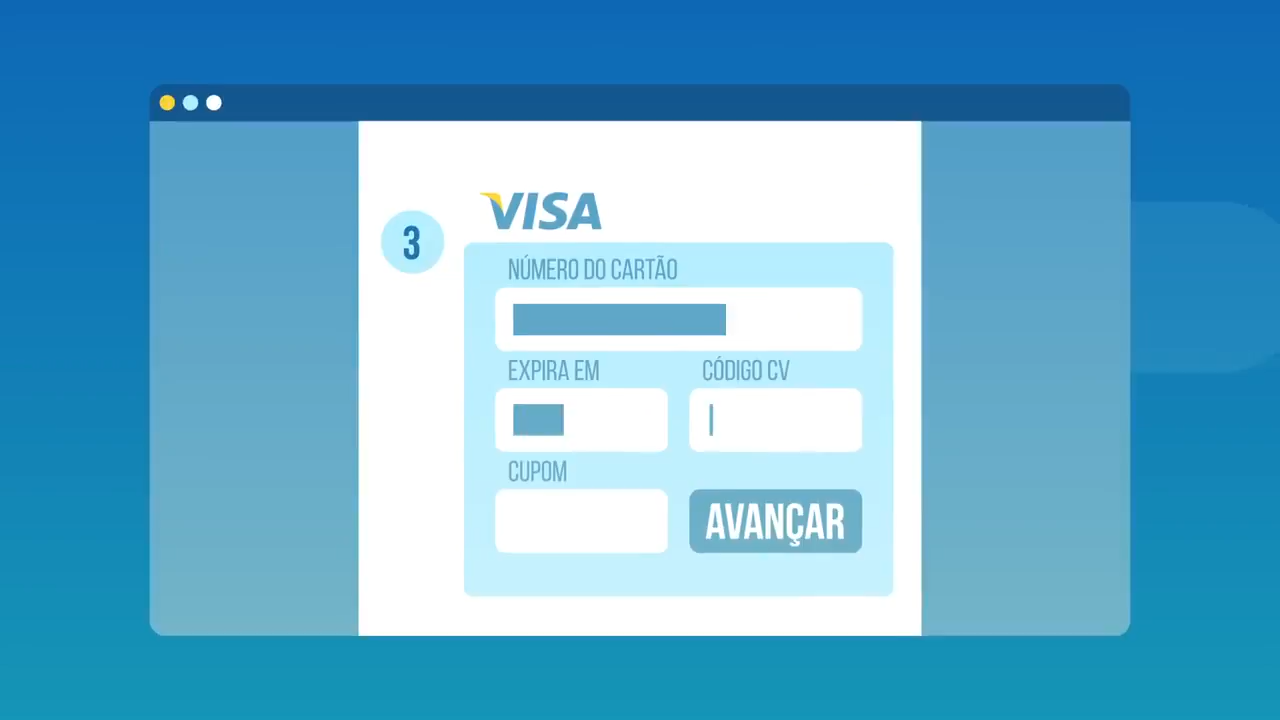 VISA
3
NÚMERO DO CARTÃO
EXPIRA EM
CÓDIGO CV
CUPOM
AVANÇAR